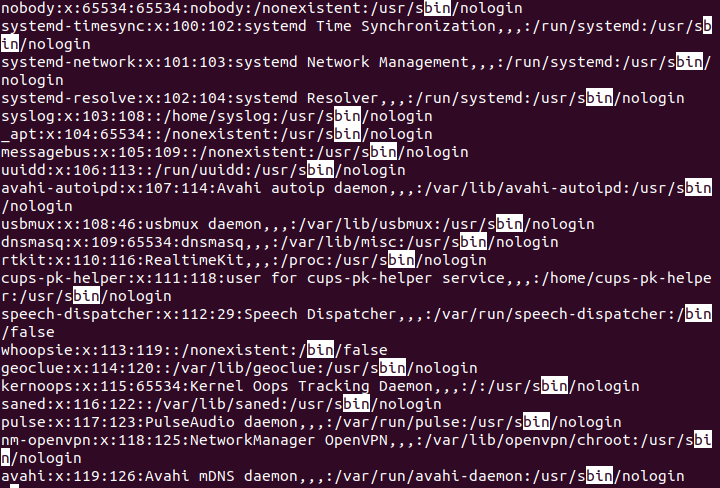 nobody:x:65534:65534:nobody:/nonexistent:/usr/sbin/nologin
systemd-timesync:x:100:102:systemd Time Synchronization,,,:/run/systemd:/usr/sb
in/nologin
systemd-network:x:101:103:systemd Network Management,,,:/run/systemd:/usr/sbin/
nologin
systemd-resolve:x:102:104:systemd Resolver,,,:/run/systemd:/usr/sbin/nologin
syslog:x:103:108::/home/syslog:/usr/sbin/nologin
_apt:x:104:65534::/nonexistent:/usr/sbin/nologin
messagebus:x:105:109::/nonexistent:/usr/sbin/nologin
uuidd:x:106:113::/run/uuidd:/usr/sbin/nologin
avahi-autoipd:x:107:114:Avahi autoip daemon,,,:/var/lib/avahi-autoipd:/usr/sbin
/nologin
usbmux:x:108:46:usbmux daemon,,,:/var/lib/usbmux:/usr/sbin/nologin
dnsmasq:x:109:65534:dnsmasq,,,:/var/lib/misc:/usr/sbin/nologin
rtkit:x:110:116:RealtimeKit,,,:/proc:/usr/sbin/nologin
cups-pk-helper:x:111:118:user for cups-pk-helper service,,,:/home/cups-pk-helpe
r:/usr/sbin/nologin
speech-dispatcher:x:112:29:Speech Dispatcher,,,:/var/run/speech-dispatcher:/bin
/false
whoopsie:x:113:119::/nonexistent:/bin/false
geoclue:x:114:120::/var/lib/geoclue:/usr/sbin/nologin
kernoops:x:115:65534:Kernel Oops Tracking Daemon,,,:/:/usr/sbin/nologin
saned:x:116:122::/var/lib/saned:/usr/sbin/nologin
pulse:x:117:123:PulseAudio daemon,,,:/var/run/pulse:/usr/sbin/nologin
nm-openvpn:x:118:125:NetworkManager OpenVPN,,,:/var/lib/openvpn/chroot:/usr/sbi
n/nologin
avahi:x:119:126:Avahi mDNS daemon,,,:/var/run/avahi-daemon:/usr/sbin/nologin